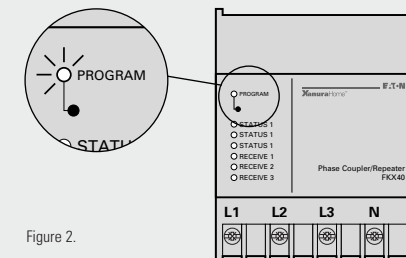 PROGRAM
STATU
PROGRAM
STATUS 1
STATUS 1
STATUS 1
RECEIVE 1
RECEIVE 2
RECEIVE 3
XanuraHome™
E·T·N
Phase Coupler/Repeater
FKX40
L1 L2 L3 N
Figure 2.